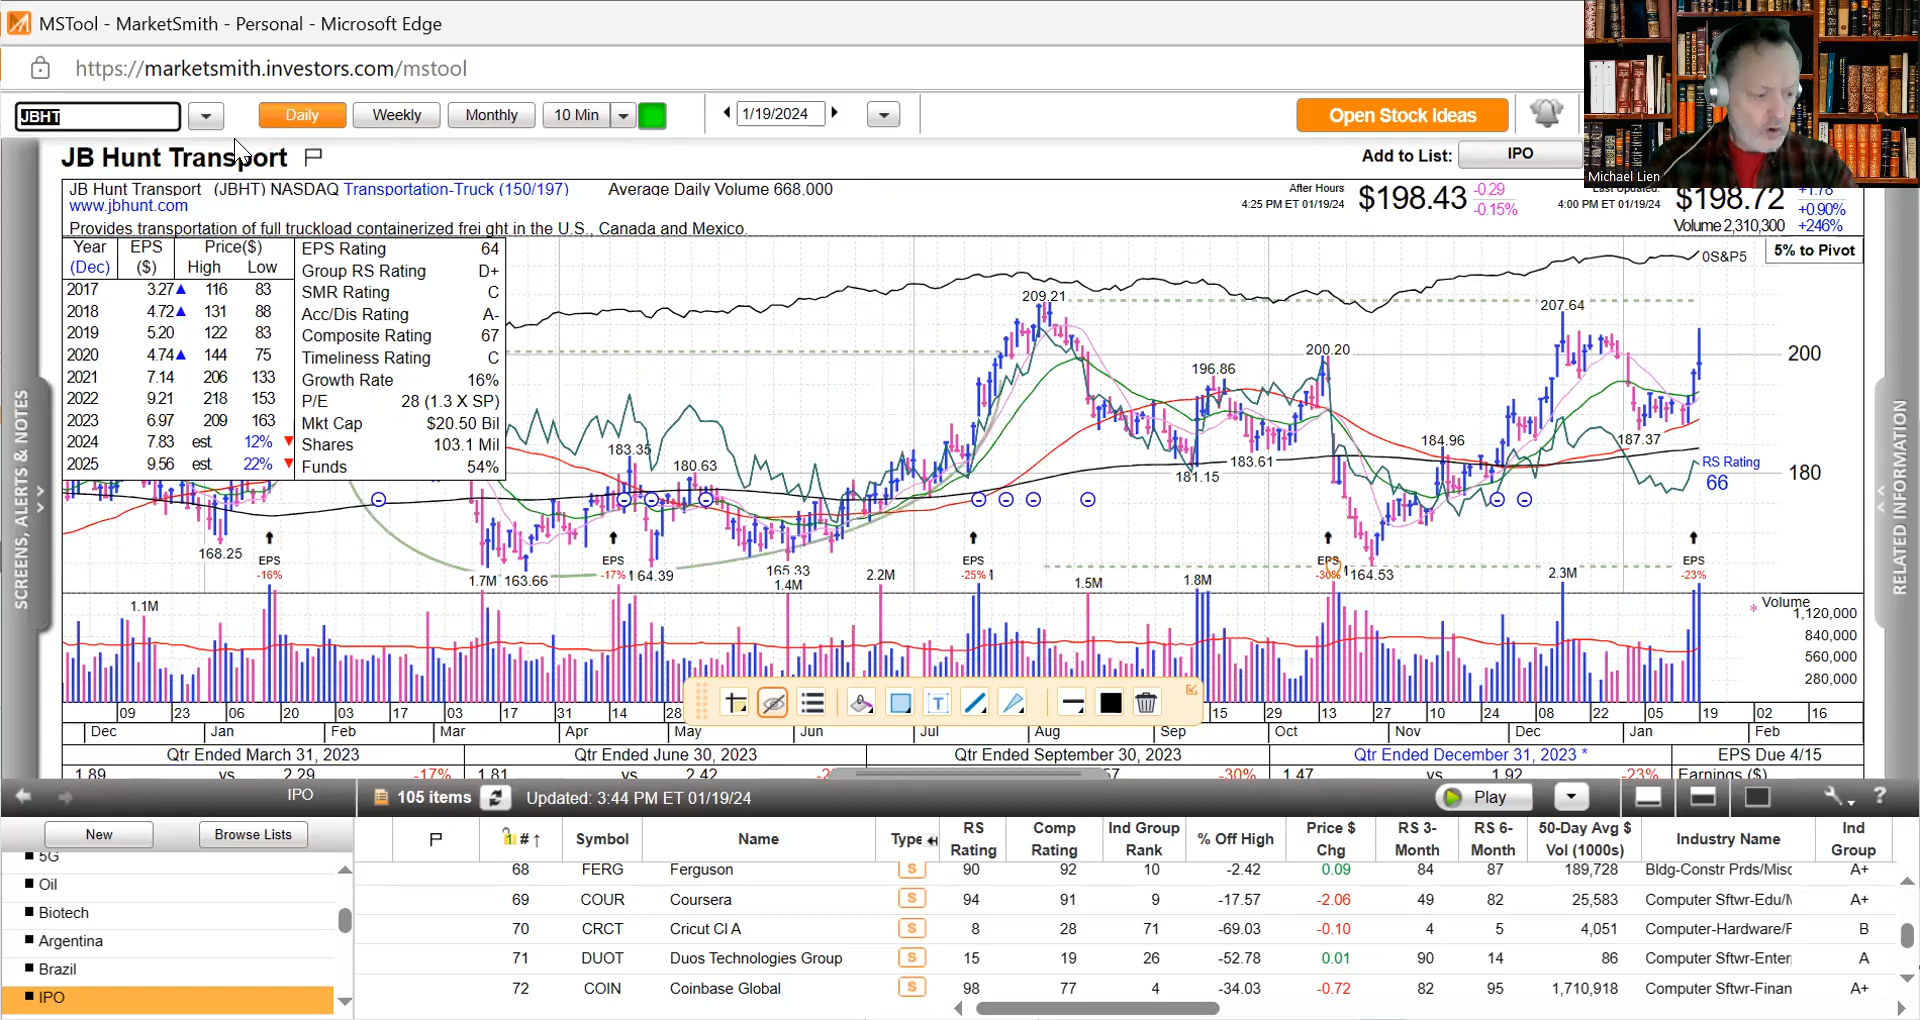 MSTool - MarketSmith - Personal - Microsoft Edge
https://marketsmith.investors.com/mstool
JBHT
Daily
Weekly
Monthly
10 Min
1/19/2024
Open Stock Ideas
JB Hunt Transport
Add to List:
IPO
Michael Lien
JB Hunt Transport (JBHT) NASDAQ Transportation-Truck (150/197) Average Daily Volume 668,000
www.jbhunt.com
Provides transportation of full truckload containerized frei ght in the U.S., Canada and Mexico.
After Hours
4:25 PM ET 01/19/24
$198.43
-0.29
-0.15%
Last Updated:
4:00 PM ET 01/19/24
$198.72
+1.78
+0.90%
Volume 2,310,300 +246%
5% to Pivot
Year EPS Price($)
(Dec) ($) High Low
2017 3.27 116 83
2018 4.72 131 88
2019 5.20 122 83
2020 4.74 144 75
2021 7.14 206 133
2022 9.21 218 153
2023 6.97 209 163
2024 7.83 est. 12%
2025 9.56 est. 22%
EPS Rating 64
Group RS Rating D+
SMR Rating C
Acc/Dis Rating A-
Composite Rating 67
Timeliness Rating C
Growth Rate 16%
P/E 28 (1.3 X SP)
Mkt Cap $20.50 Bil
Shares 103.1 Mil
Funds 54%
0S&P5
209.21
207.64
200.20
200
196.86
183.35
180.63
184.96
187.37
183.61
181.15
RS Rating
66
180
168.25
163.66
164.39
165.33
164.53
EPS
-16%
EPS
-17%
EPS
-25%
EPS
-30%
EPS
-23%
1.1M
1.7M
1.4M
2.2M
1.5M
1.8M
2.3M
Volume
1,120,000
840,000
560,000
280,000
09 23 06 20 03 17 03 17 31 14 28 15 29 13 27 10 24 08 22 05 19 02 16
Dec Jan Feb Mar Apr May Jun Jul Aug Sep Oct Nov Dec Jan Feb
Qtr Ended March 31, 2023
Qtr Ended June 30, 2023
Qtr Ended September 30, 2023
Qtr Ended December 31, 2023 *
EPS Due 4/15
1.89 vs 2.29 -17%
1.81 vs 2.42
-30%
1.47 vs 1.92 -23%
Earnings ($)
SCREENS, ALERTS & NOTES
RELATED INFORMATION
IPO
105 items
Updated: 3:44 PM ET 01/19/24
Play
New
Browse Lists
5G
Oil
Biotech
Argentina
Brazil
IPO
# Symbol Name Type RS Rating Comp Rating Ind Group Rank % Off High Price $ Chg RS 3-Month RS 6-Month 50-Day Avg $ Vol (1000s) Industry Name Ind Group
68 FERG Ferguson S 90 92 10 -2.42 0.09 84 87 189,728 Bldg-Constr Prds/Misc A+
69 COUR Coursera S 94 91 9 -17.57 -2.06 49 82 25,583 Computer Sftwr-Edu/M A+
70 CRCT Cricut Cl A S 8 28 71 -69.03 -0.10 4 5 4,051 Computer-Hardware/F B
71 DUOT Duos Technologies Group S 15 19 26 -52.78 0.01 90 14 86 Computer Sftwr-Enter A
72 COIN Coinbase Global S 98 77 4 -34.03 -0.72 82 95 1,710,918 Computer Sftwr-Finan A+